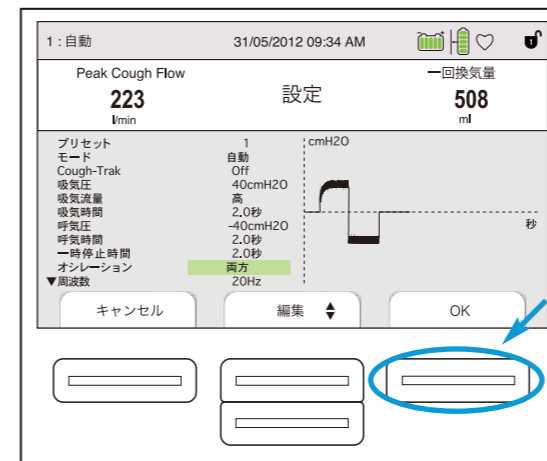 1 : 自動 31/05/2012 09:34 AM
Peak Cough Flow
223
l/min
設定
一回換気量
508
ml
プリセット 1
モード 自動
Cough-Trak Off
吸気圧 40cmH2O
吸気流量 高
吸気時間 2.0秒
呼気圧 -40cmH2O
呼気時間 2.0秒
一時停止時間 2.0秒
オシレーション 両方
▼周波数 20Hz
cmH2O
秒
キャンセル 編集 OK